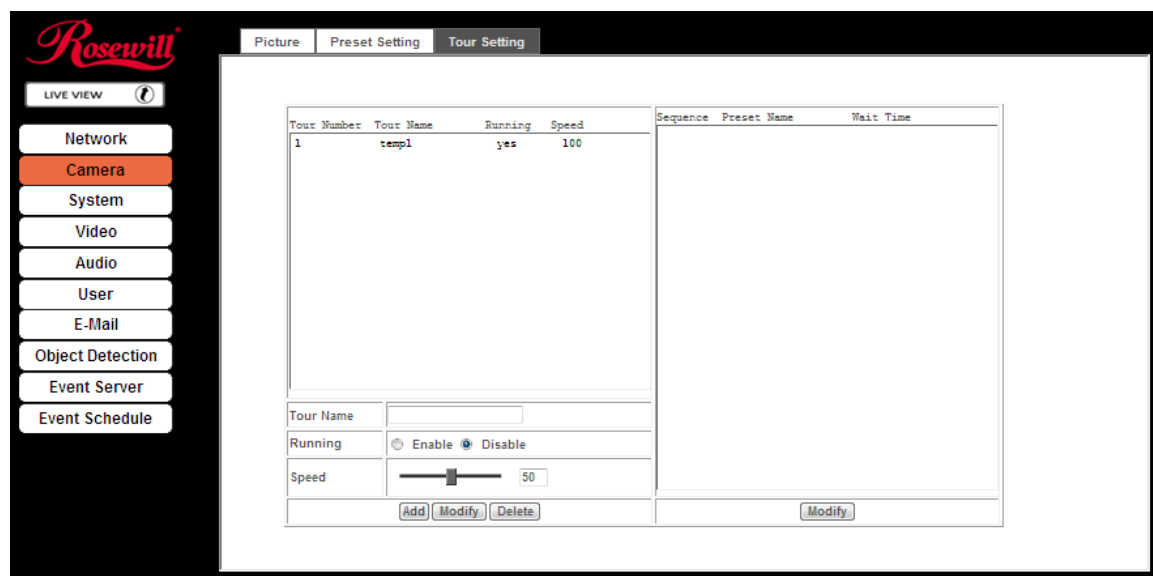 Rosewill
LIVE VIEW
Network
Camera
System
Video
Audio
User
E-Mail
Object Detection
Event Server
Event Schedule
Picture Preset Setting Tour Setting
Tour Number Tour Name Running Speed
1 temp1 yes 100
Tour Name
Running Enable Disable
Speed 50
Add Modify Delete
Sequence Preset Name Wait Time
Modify